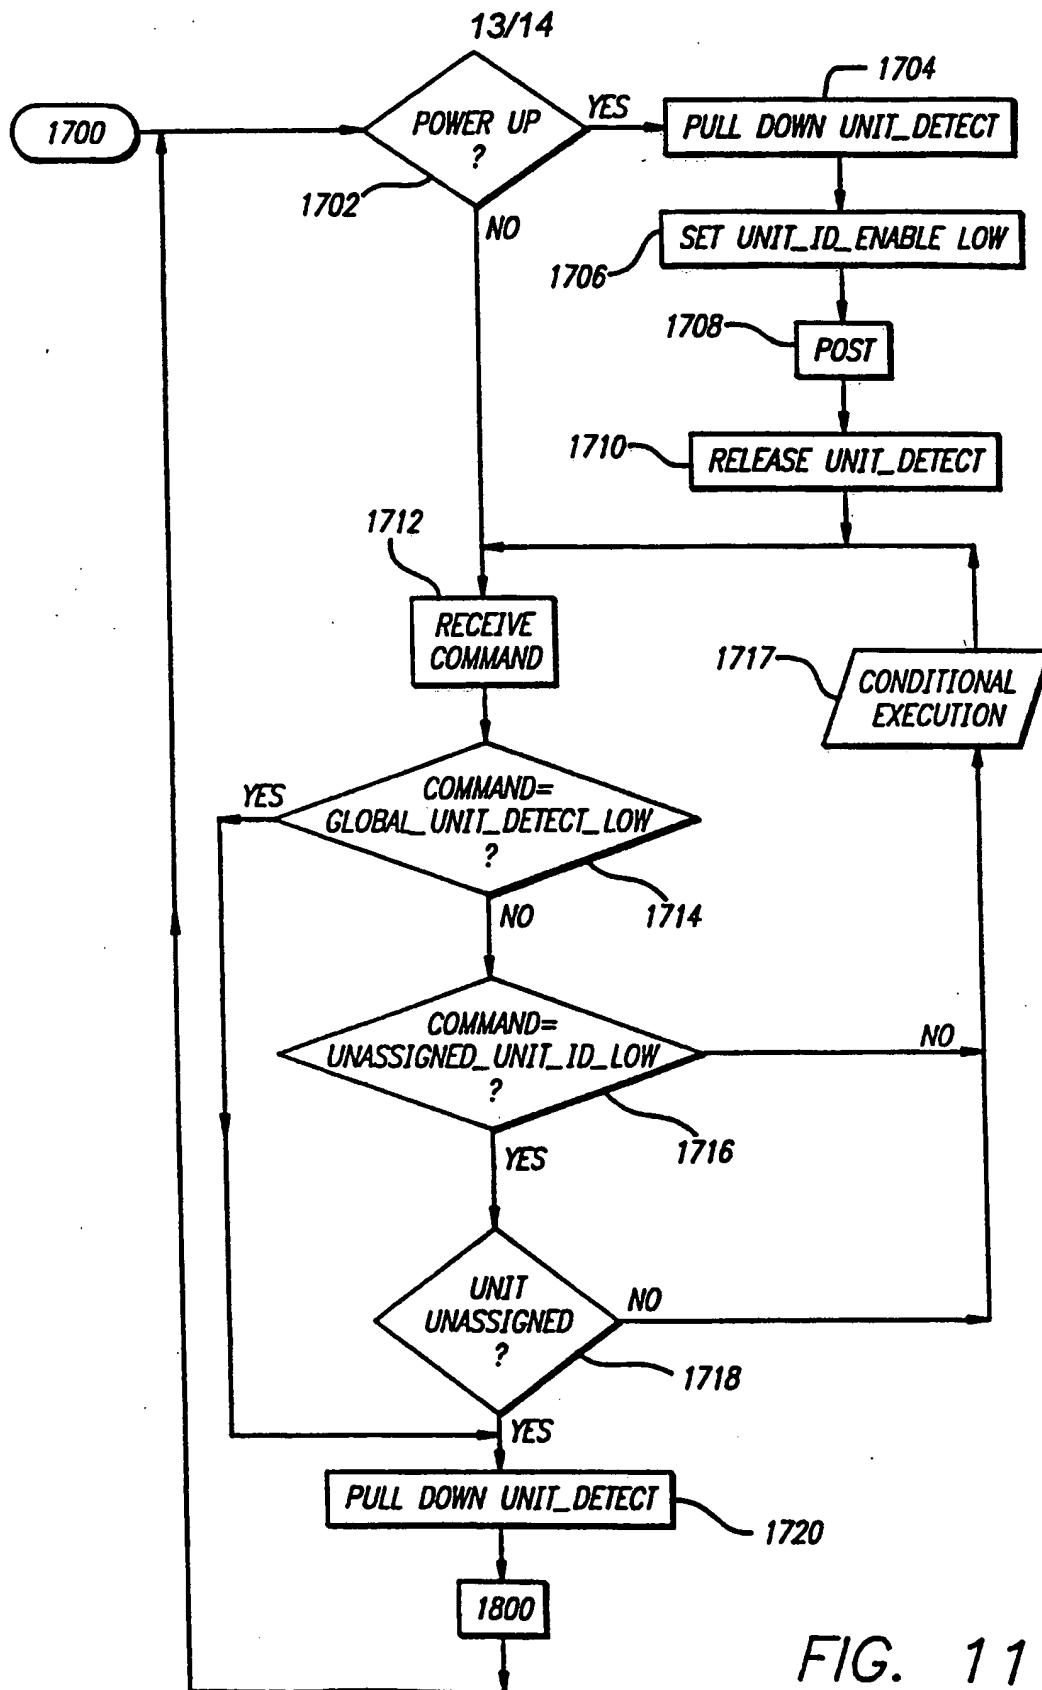 13/14
1700
POWER UP
?
1702
YES
NO
PULL DOWN UNIT_DETECT
1704
SET UNIT_ID_ENABLE LOW
1706
1708
POST
1710
RELEASE UNIT_DETECT
1712
RECEIVE
COMMAND
1717
CONDITIONAL
EXECUTION
YES
COMMAND=
GLOBAL_UNIT_DETECT_LOW
?
1714
NO
COMMAND=
UNASSIGNED_UNIT_ID_LOW
?
NO
1716
YES
UNIT
UNASSIGNED
?
NO
1718
YES
PULL DOWN UNIT_DETECT
1720
1800
FIG. 11